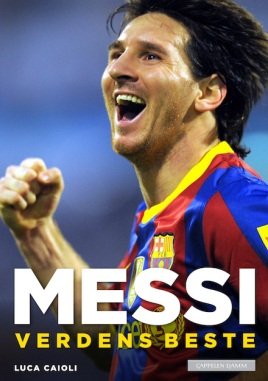 MESSI
VERDENS BESTE
LUCA CAIOLI
CAPPELEN DAMM